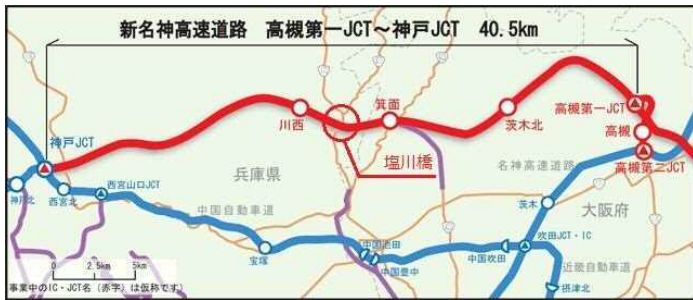 新名神高速道路　高槻第一JCT～神戸JCT　40.5km
高槻第一JCT
川西
箕面
茨木北
高槻
神戸JCT
塩川橋
高槻第二JCT
兵庫県
名神高速道路
神戸北
西宮北
西宮山口JCT
中国自動車道
茨木
大阪府
宝塚
中国池田
中国豊中
中国吹田
吹田JCT・IC
近畿自動車道
摂津北
0 2.5km 5km
事業中のIC・JCT名（赤字）は仮称です